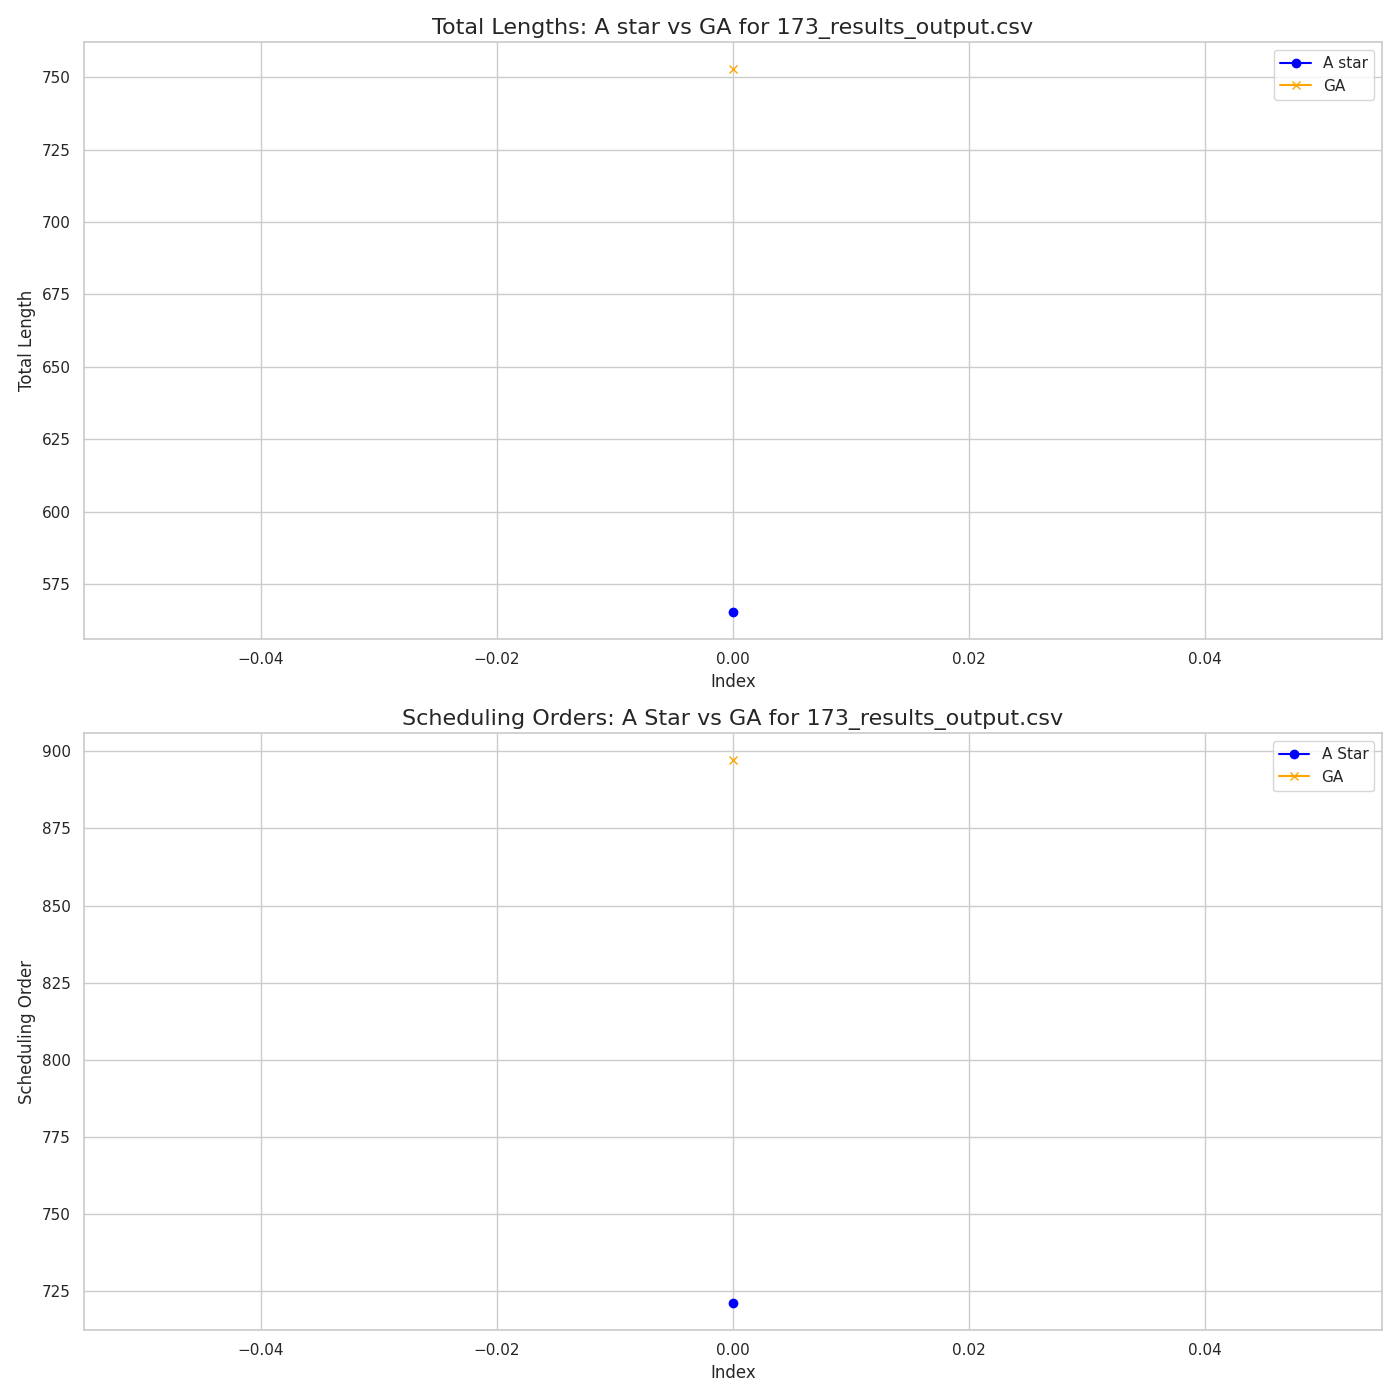 Total Lengths: A star vs GA for 173_results_output.csv
A star
GA
750
725
700
675
650
625
600
575
Total Length
−0.04 −0.02 0.00 0.02 0.04
Index
Scheduling Orders: A Star vs GA for 173_results_output.csv
A Star
GA
900
875
850
825
800
775
750
725
Scheduling Order
−0.04 −0.02 0.00 0.02 0.04
Index